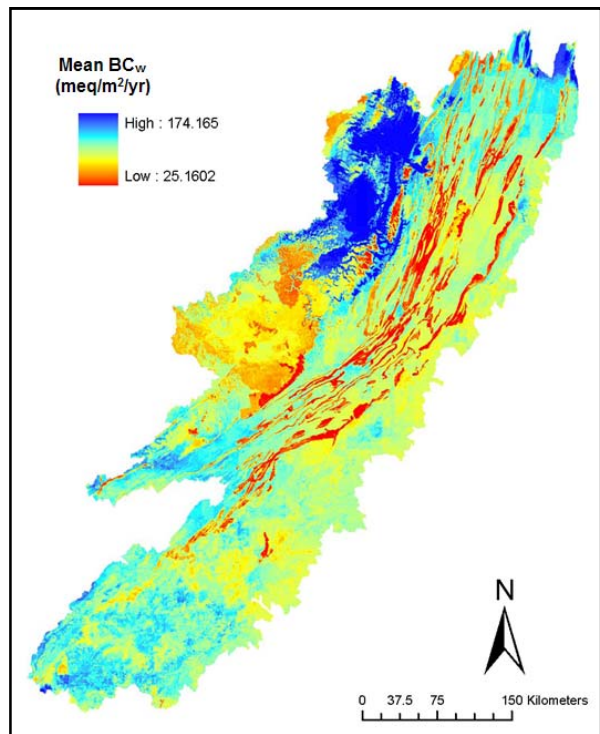 Mean BCw
(meq/m²/yr)
High : 174.165
Low : 25.1602
N
0 37.5 75 150 Kilometers